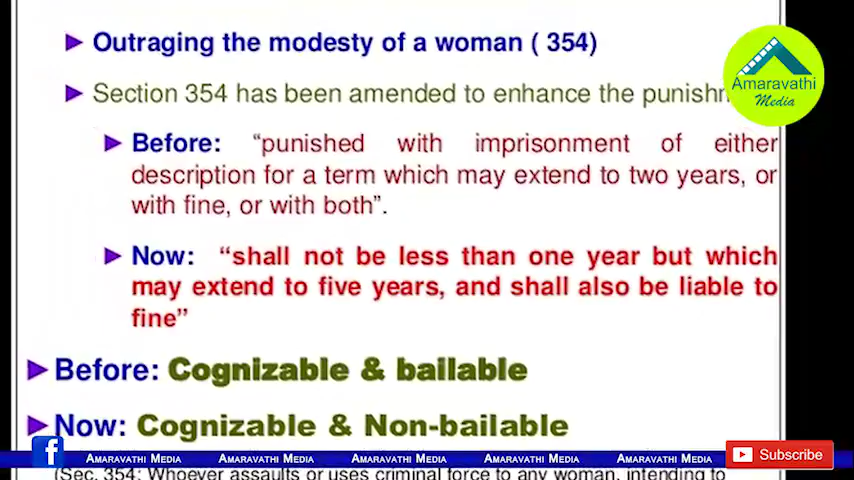 Outraging the modesty of a woman ( 354)
Amaravathi
Media
Section 354 has been amended to enhance the
Before: “punished with imprisonment of either
description for a term which may extend to two years, or
with fine, or with both”.
Now: “shall not be less than one year but which
may extend to five years, and shall also be liable to
fine”
Before: Cognizable & bailable
Now: Cognizable & Non-bailable
f AMARAVATHI MEDIA AMARAVATHI MEDIA AMARAVATHI MEDIA AMARAVATHI MEDIA AMARAVATHI MEDIA Subscribe
(Sec. 354: Whoever assaults or uses criminal force to any woman, intending to